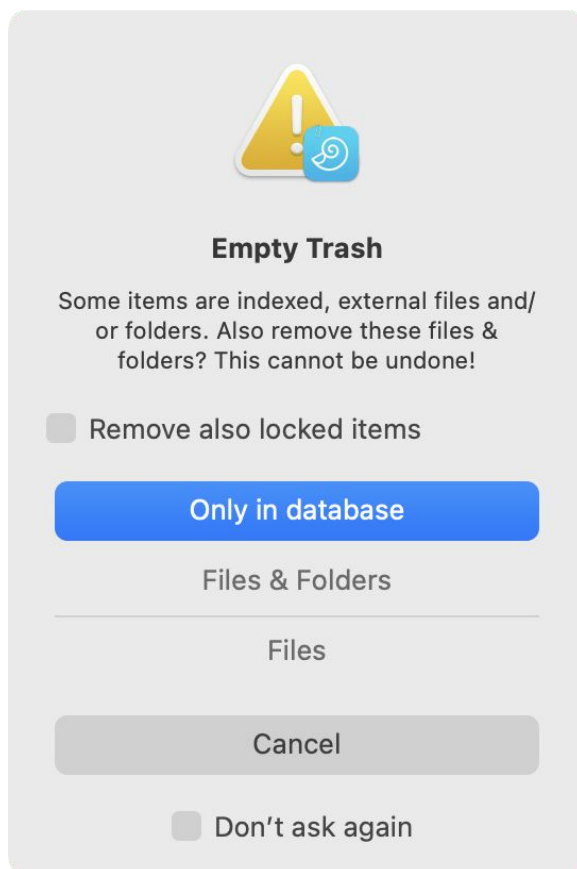 Empty Trash
Some items are indexed, external files and/
or folders. Also remove these files &
folders? This cannot be undone!
Remove also locked items
Only in database
Files & Folders
Files
Cancel
Don’t ask again